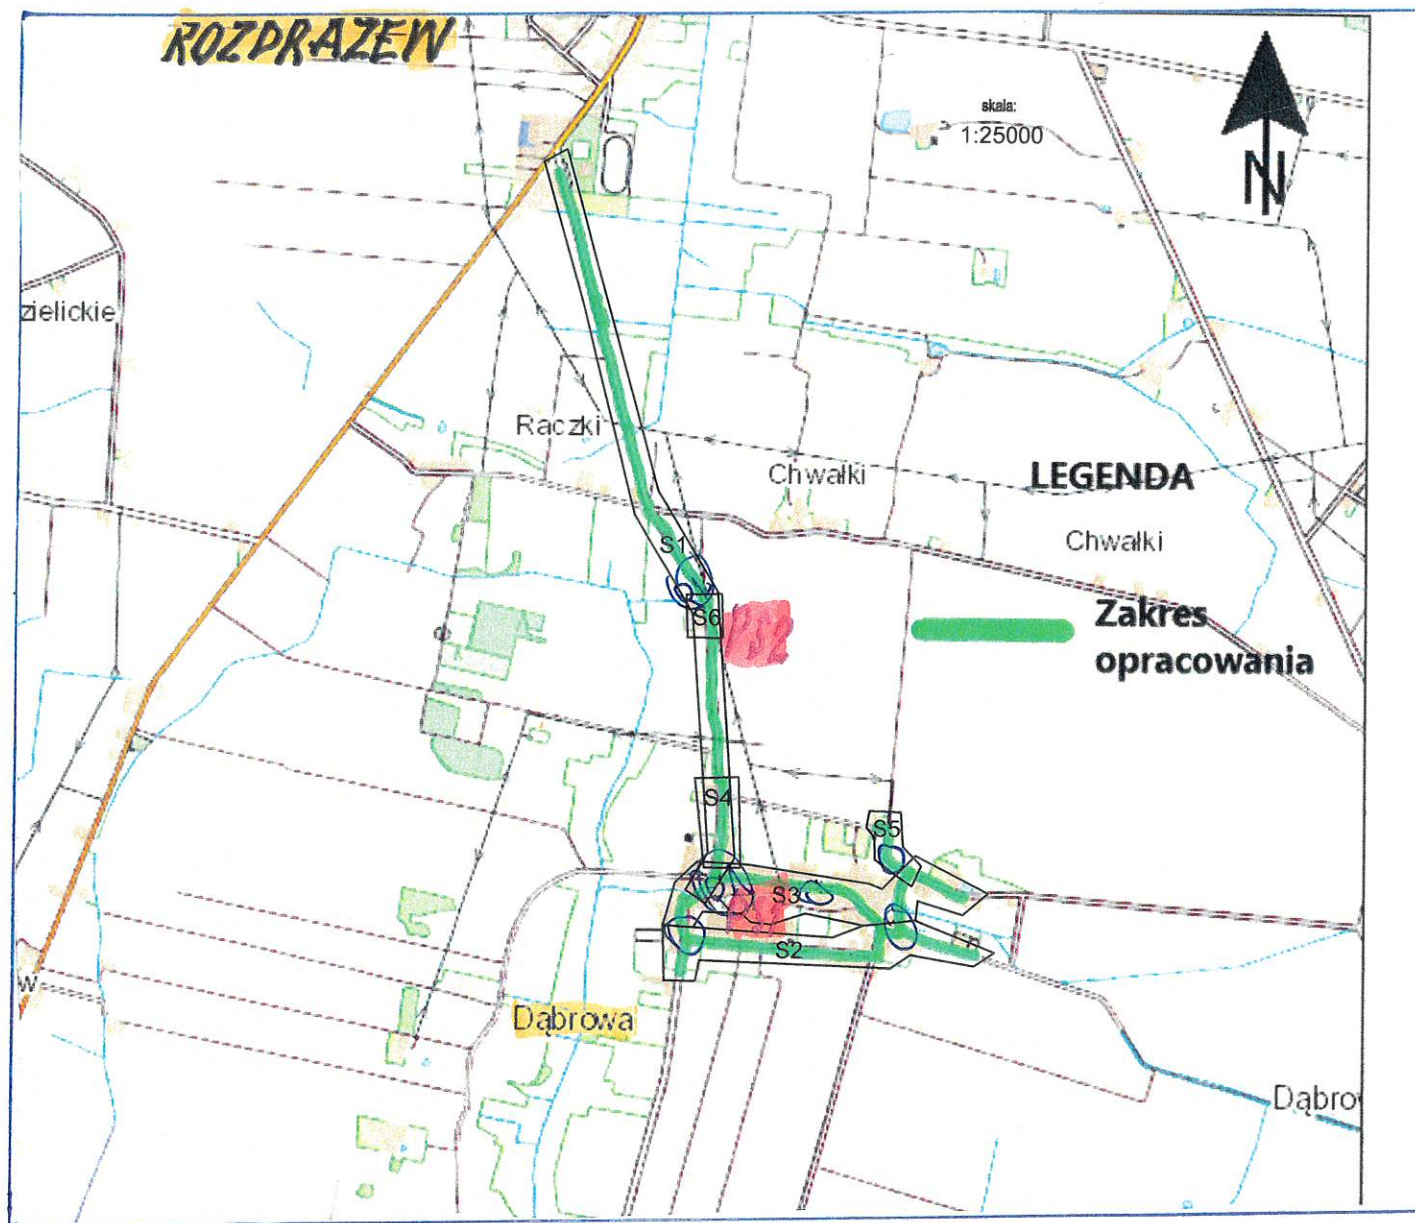 ROZDRAŻEW
skala:
1:25000
N
zielickie
Raczki
Chwałki
LEGENDA
Chwałki
S1
S6
Zakres
opracowania
S4
S5
S3
S2
w
Dąbrowa
Dąbro